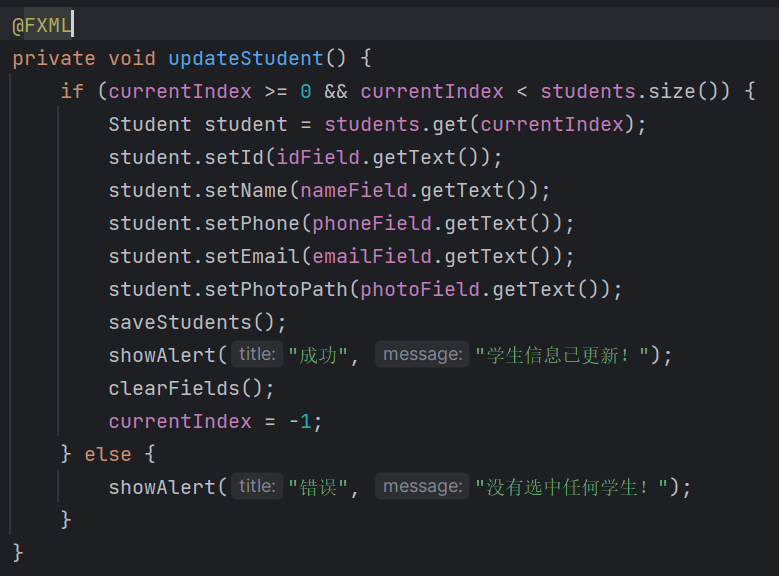 @FXML
private void updateStudent() {
    if (currentIndex >= 0 && currentIndex < students.size()) {
        Student student = students.get(currentIndex);
        student.setId(idField.getText());
        student.setName(nameField.getText());
        student.setPhone(phoneField.getText());
        student.setEmail(emailField.getText());
        student.setPhotoPath(photoField.getText());
        saveStudents();
        showAlert( title: "成功", message: "学生信息已更新！");
        clearFields();
        currentIndex = -1;
    } else {
        showAlert( title: "错误", message: "没有选中任何学生！");
    }
}